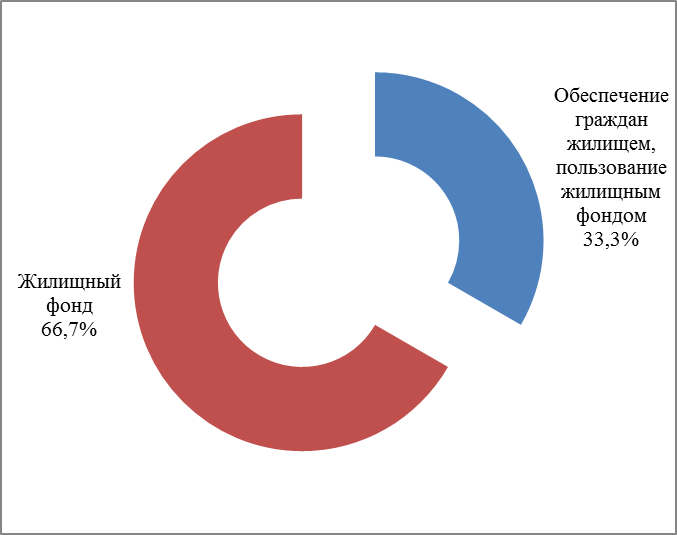 Обеспечение
граждан
жилищем,
пользование
жилищным
фондом
33,3%
Жилищный
фонд
66,7%